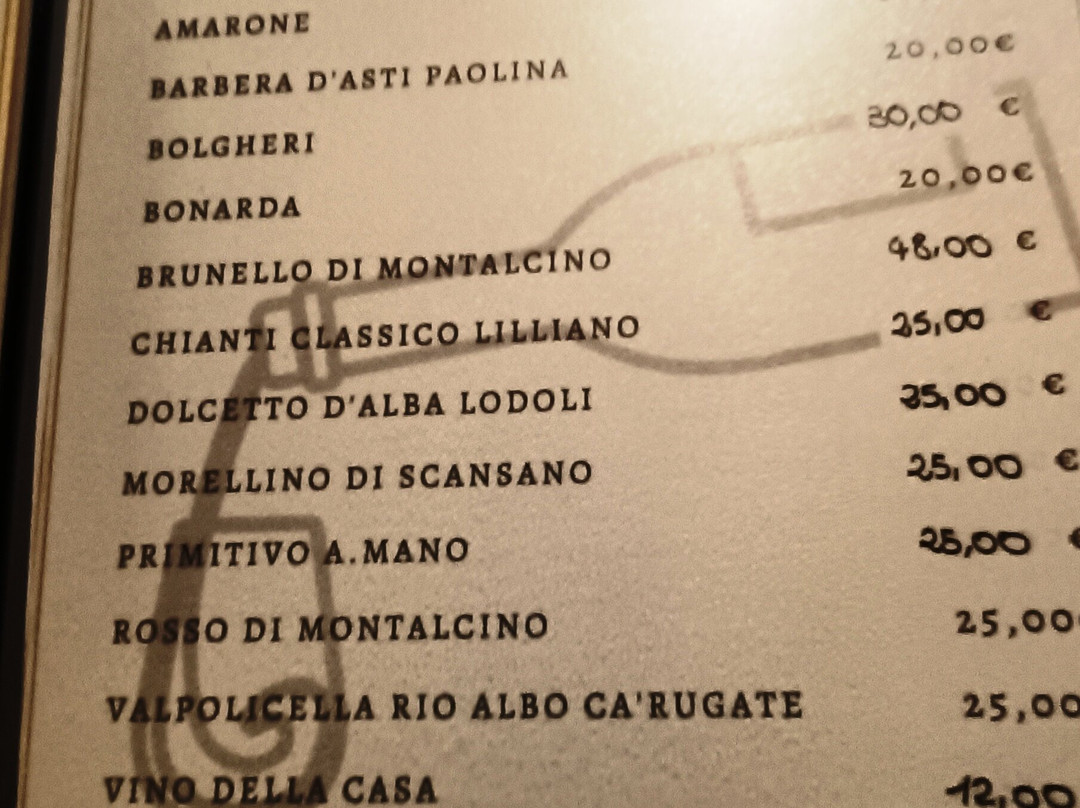 AMARONE
BARBERA D'ASTI PAOLINA 20,00€
BOLGHERI 30,00 €
BONARDA 20,00€
BRUNELLO DI MONTALCINO 48,00 €
CHIANTI CLASSICO LILLIANO 25,00 €
DOLCETTO D'ALBA LODOLI 25,00 €
MORELLINO DI SCANSANO 25,00 €
PRIMITIVO A.MANO 25,00 €
ROSSO DI MONTALCINO 25,00
VALPOLICELLA RIO ALBO CA'RUGATE 25,00
VINO DELLA CASA 12,00